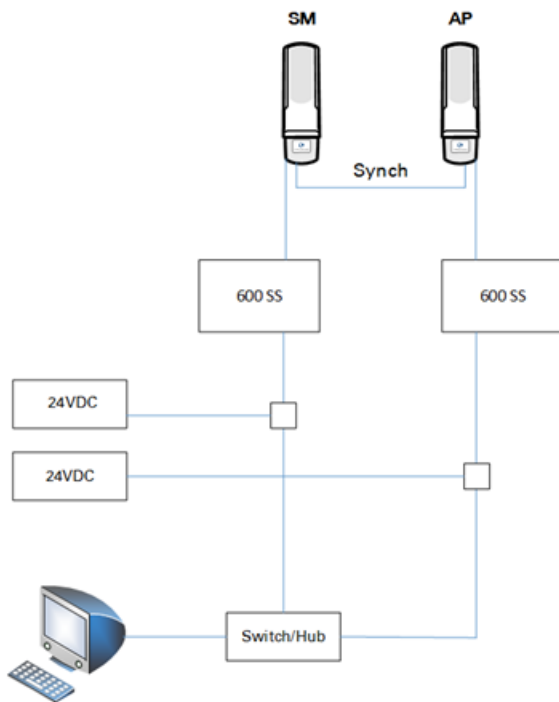 SM
AP
Synch
600 SS
600 SS
24VDC
24VDC
Switch/Hub